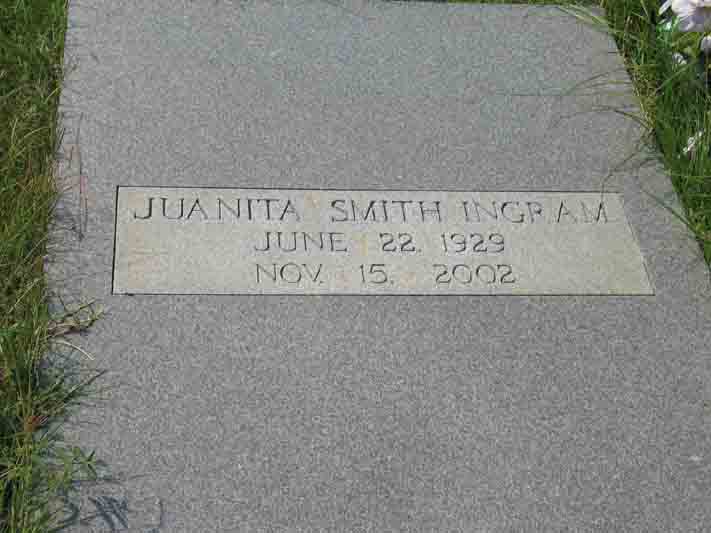 JUANITA SMITH INGRAM
JUNE 22, 1929
NOV. 15, 2002